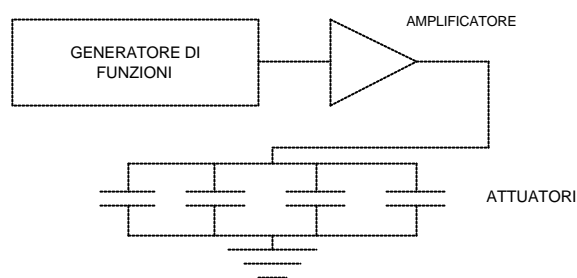 AMPLIFICATORE
GENERATORE DI
FUNZIONI
ATTUATORI